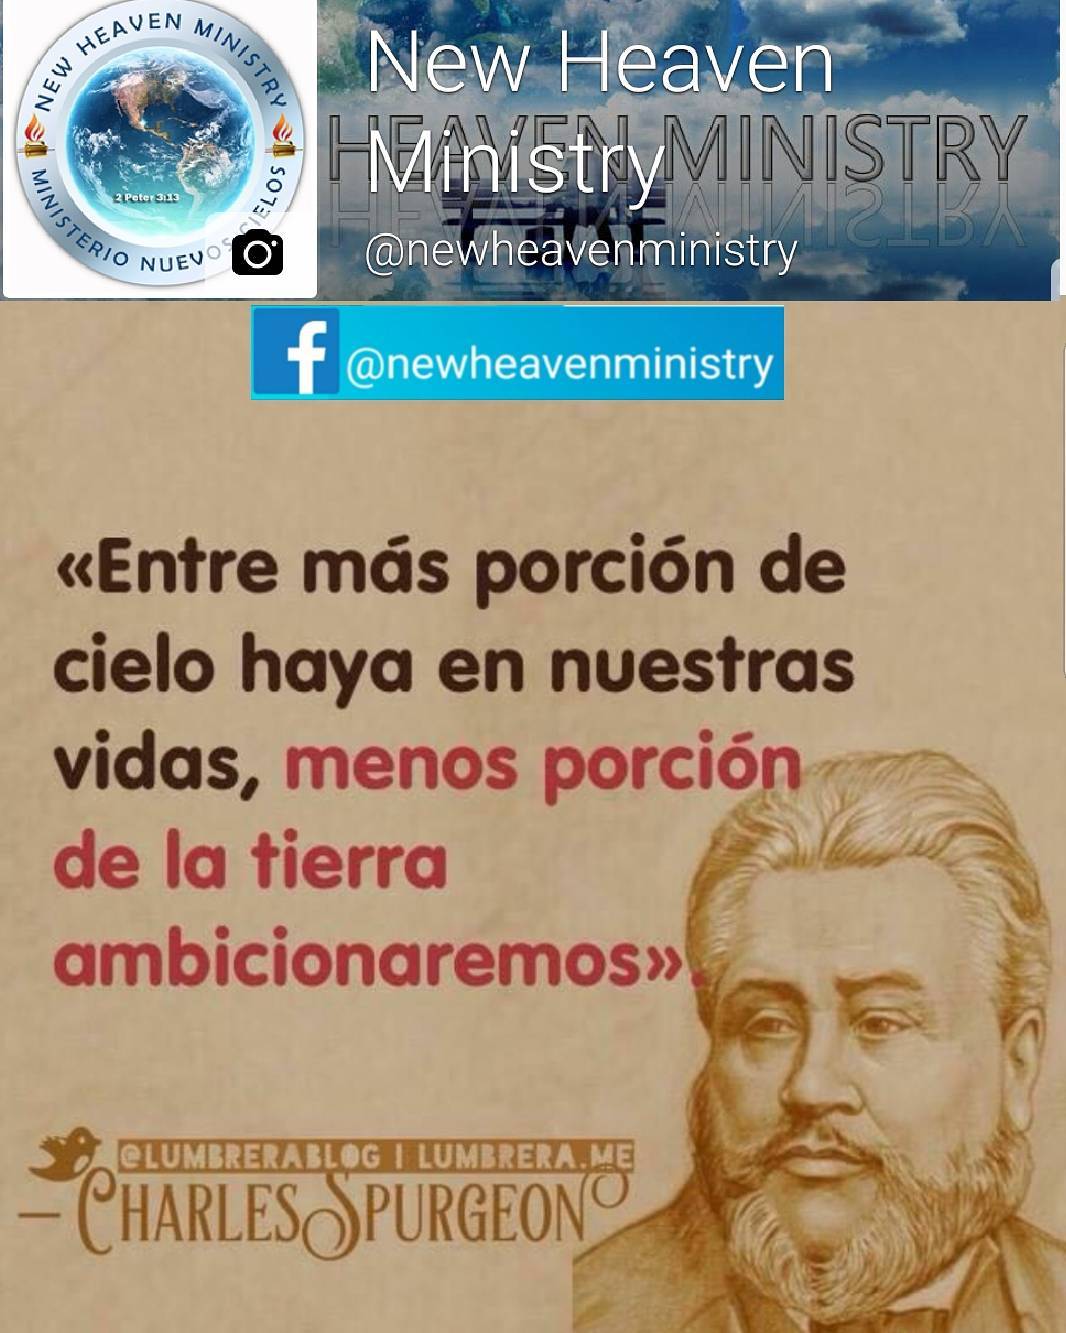 NEW HEAVEN MINISTRY
MINISTERIO NUEVOS CIELOS
2 Peter 3:13
HEAVEN MINISTRY
New Heaven
Ministry
@newheavenministry
f @newheavenministry
«Entre más porción de
cielo haya en nuestras
vidas, menos porción
de la tierra
ambicionaremos».
@LUMBRERABLOG | LUMBRERA.ME
– CHARLES SPURGEON